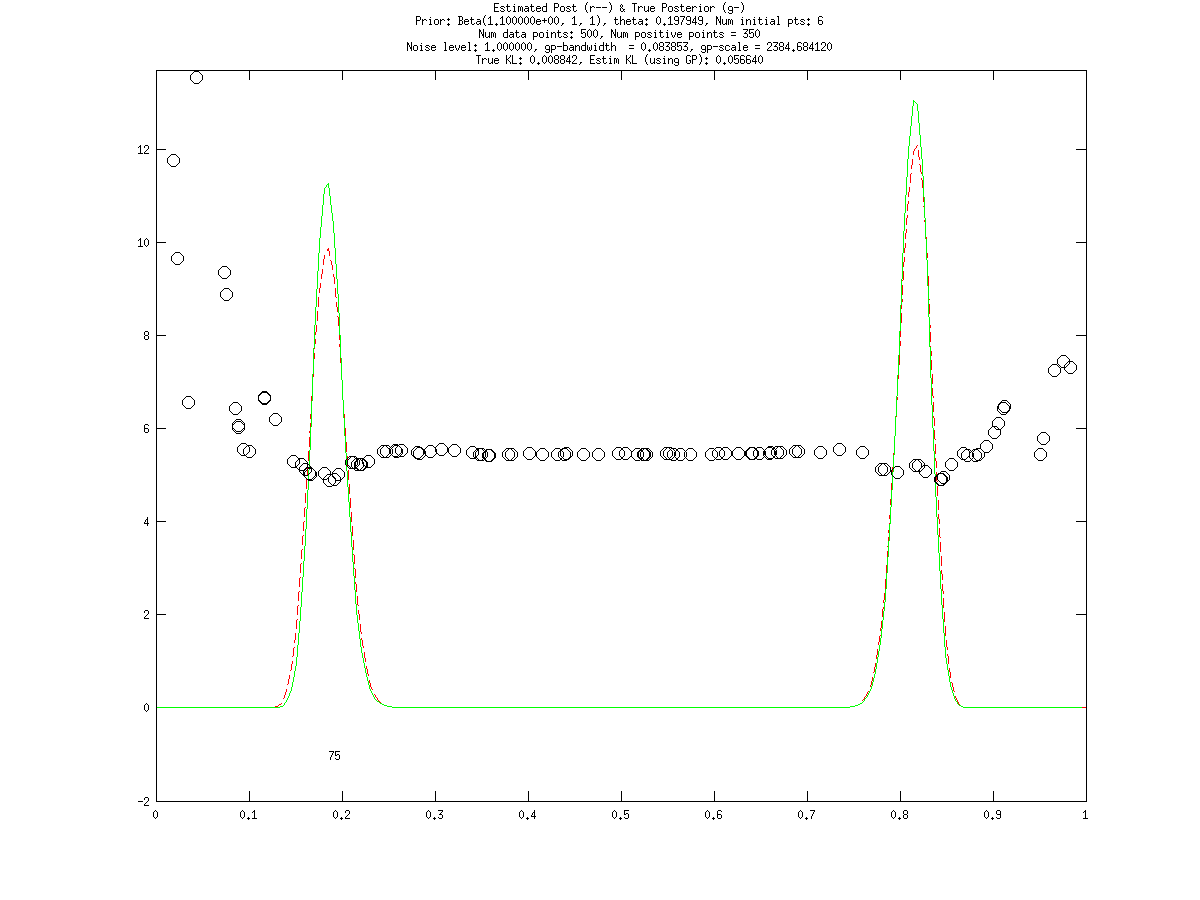 Estimated Post (r--) & True Posterior (g-)
Prior: Beta(1.100000e+00, 1, 1), theta: 0.197949, Num initial pts: 6
Num data points: 500, Num positive points = 350
Noise level: 1.000000, gp-bandwidth  = 0.083853, gp-scale = 2384.684120
True KL: 0.008842, Estim KL (using GP): 0.056640
12
10
8
6
4
2
0
75
-2
0 0.1 0.2 0.3 0.4 0.5 0.6 0.7 0.8 0.9 1